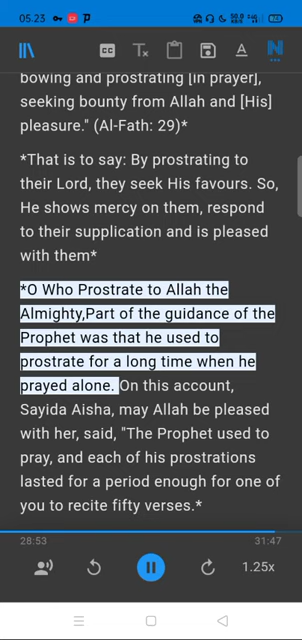 05.23
bowing and prostrating [in prayer],
seeking bounty from Allah and [His]
pleasure." (Al-Fath: 29)*
*That is to say: By prostrating to
their Lord, they seek His favours. So,
He shows mercy on them, respond
to their supplication and is pleased
with them*
*O Who Prostrate to Allah the
Almighty,Part of the guidance of the
Prophet was that he used to
prostrate for a long time when he
prayed alone. On this account,
Sayida Aisha, may Allah be pleased
with her, said, "The Prophet used to
pray, and each of his prostrations
lasted for a period enough for one of
you to recite fifty verses.*
28:53
31:47
1.25x